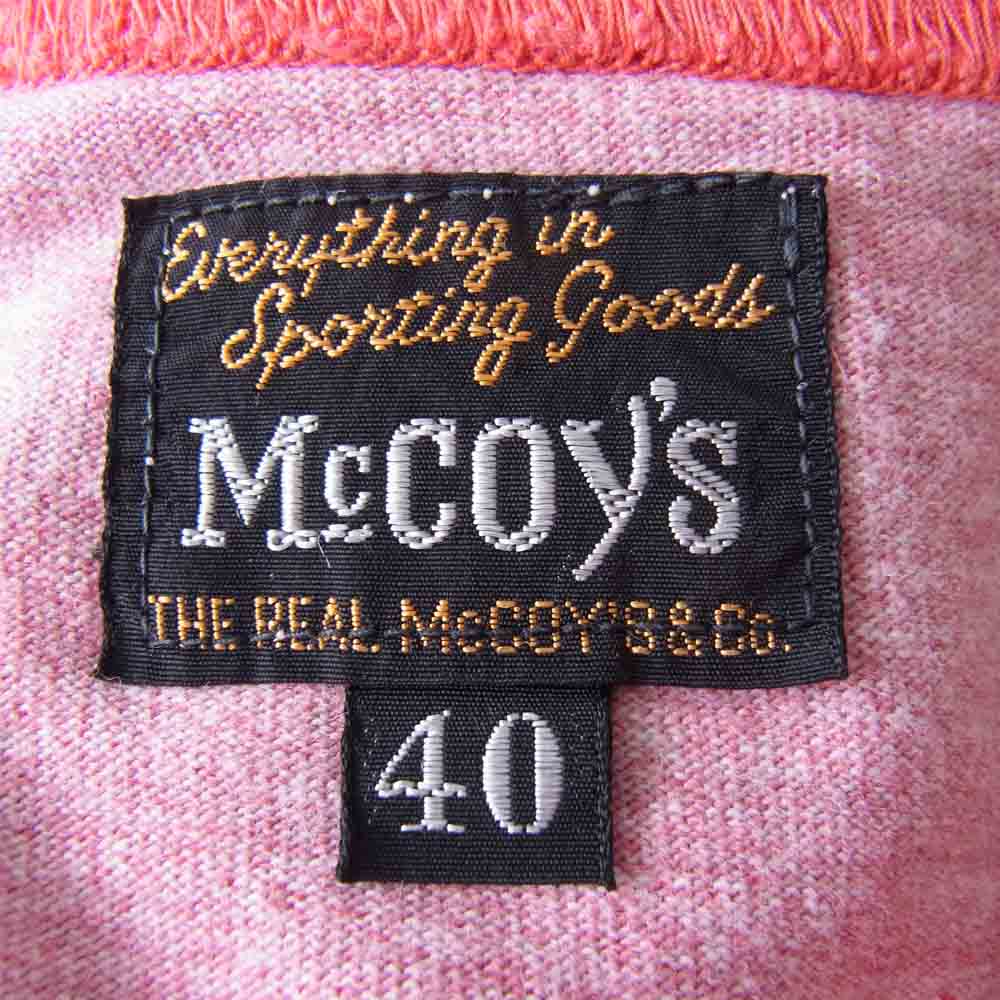 Everything in
Sporting Goods
McCOY'S
THE REAL McCOY'S & Co.
40